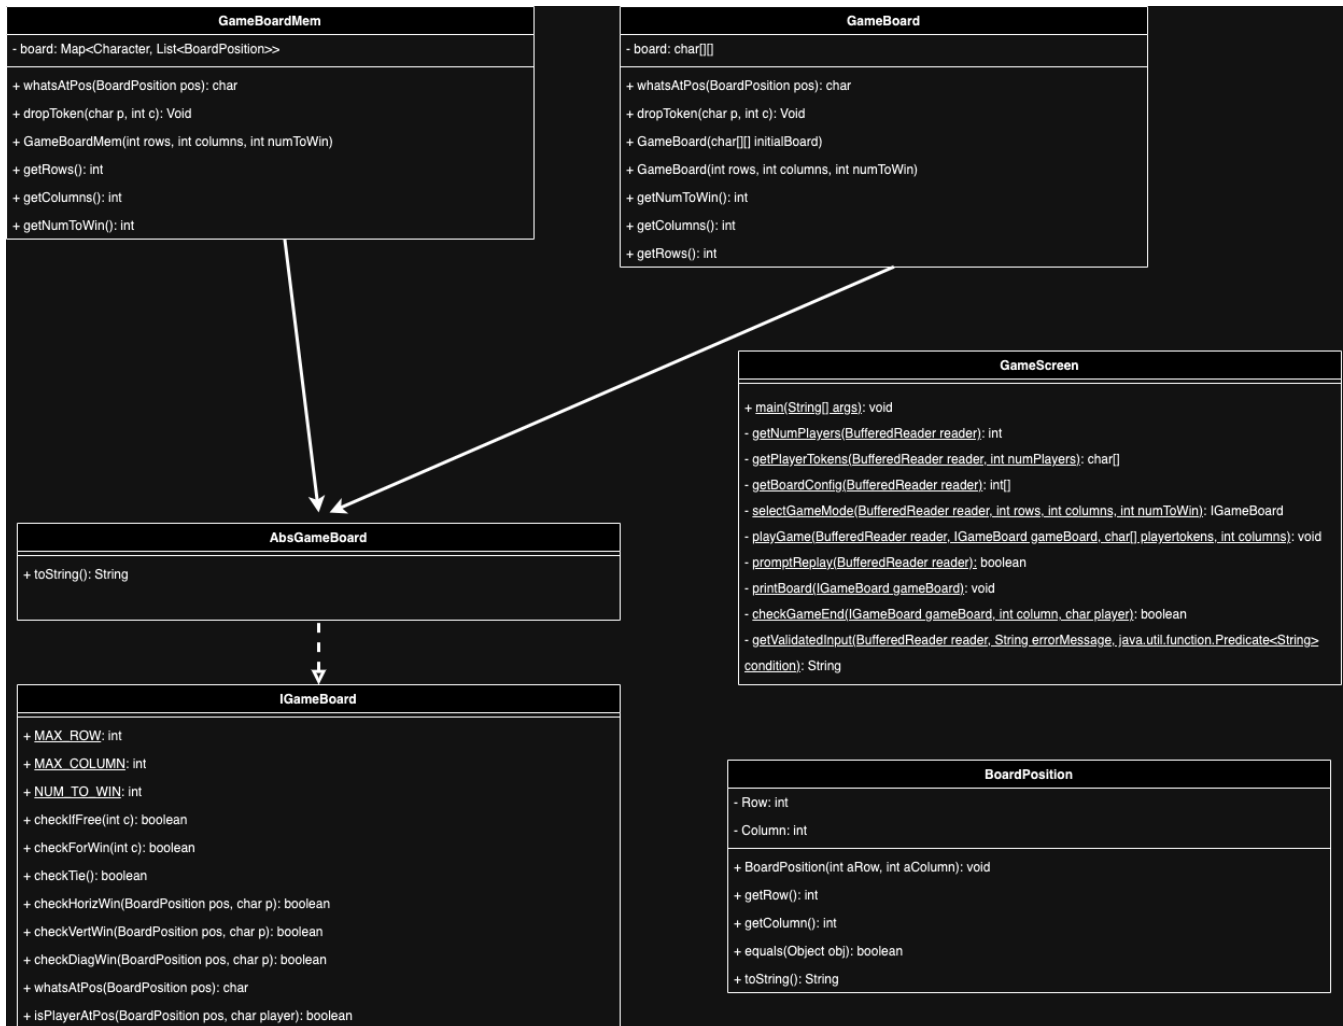 GameBoardMem
- board: Map<Character, List<BoardPosition>>
+ whatsAtPos(BoardPosition pos): char
+ dropToken(char p, int c): Void
+ GameBoardMem(int rows, int columns, int numToWin)
+ getRows(): int
+ getColumns(): int
+ getNumToWin(): int
GameBoard
- board: char[][]
+ whatsAtPos(BoardPosition pos): char
+ dropToken(char p, int c): Void
+ GameBoard(char[][] initialBoard)
+ GameBoard(int rows, int columns, int numToWin)
+ getNumToWin(): int
+ getColumns(): int
+ getRows(): int
GameScreen
+ main(String[] args): void
- getNumPlayers(BufferedReader reader): int
- getPlayerTokens(BufferedReader reader, int numPlayers): char[]
- getBoardConfig(BufferedReader reader): int[]
- selectGameMode(BufferedReader reader, int rows, int columns, int numToWin): IGameBoard
- playGame(BufferedReader reader, IGameBoard gameBoard, char[] playertokens, int columns): void
- promptReplay(BufferedReader reader): boolean
- printBoard(IGameBoard gameBoard): void
- checkGameEnd(IGameBoard gameBoard, int column, char player): boolean
- getValidatedInput(BufferedReader reader, String errorMessage, java.util.function.Predicate<String>
condition): String
AbsGameBoard
+ toString(): String
IGameBoard
+ MAX_ROW: int
+ MAX_COLUMN: int
+ NUM_TO_WIN: int
+ checkIfFree(int c): boolean
+ checkForWin(int c): boolean
+ checkTie(): boolean
+ checkHorizWin(BoardPosition pos, char p): boolean
+ checkVertWin(BoardPosition pos, char p): boolean
+ checkDiagWin(BoardPosition pos, char p): boolean
+ whatsAtPos(BoardPosition pos): char
+ isPlayerAtPos(BoardPosition pos, char player): boolean
BoardPosition
- Row: int
- Column: int
+ BoardPosition(int aRow, int aColumn): void
+ getRow(): int
+ getColumn(): int
+ equals(Object obj): boolean
+ toString(): String